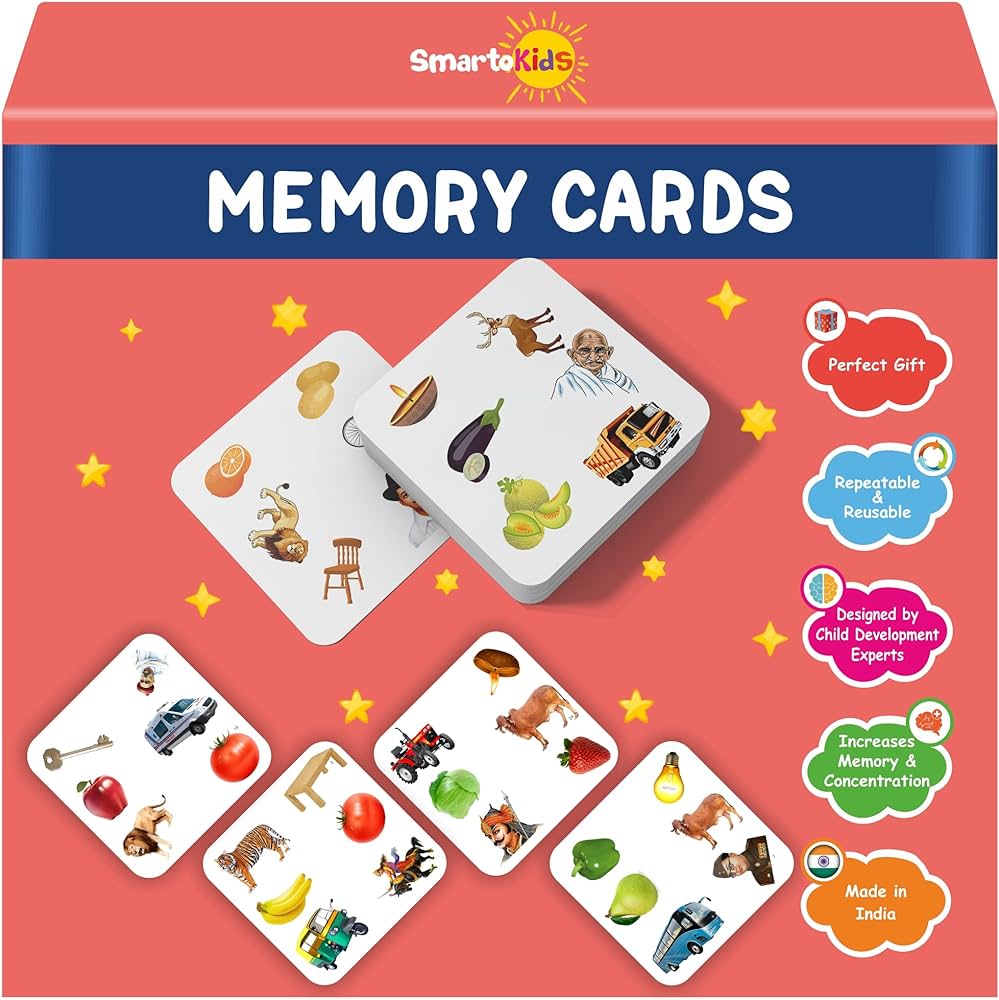 SmartoKidS
MEMORY CARDS
Perfect Gift
Repeatable
&
Reusable
Designed by
Child Development
Experts
Increases
Memory &
Concentration
Made in
India